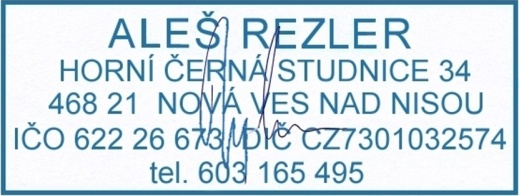 ALEŠ REZLER
HORNÍ ČERNÁ STUDNICE 34
468 21 NOVÁ VES NAD NISOU
IČO 622 26 673 DIČ CZ7301032574
tel. 603 165 495